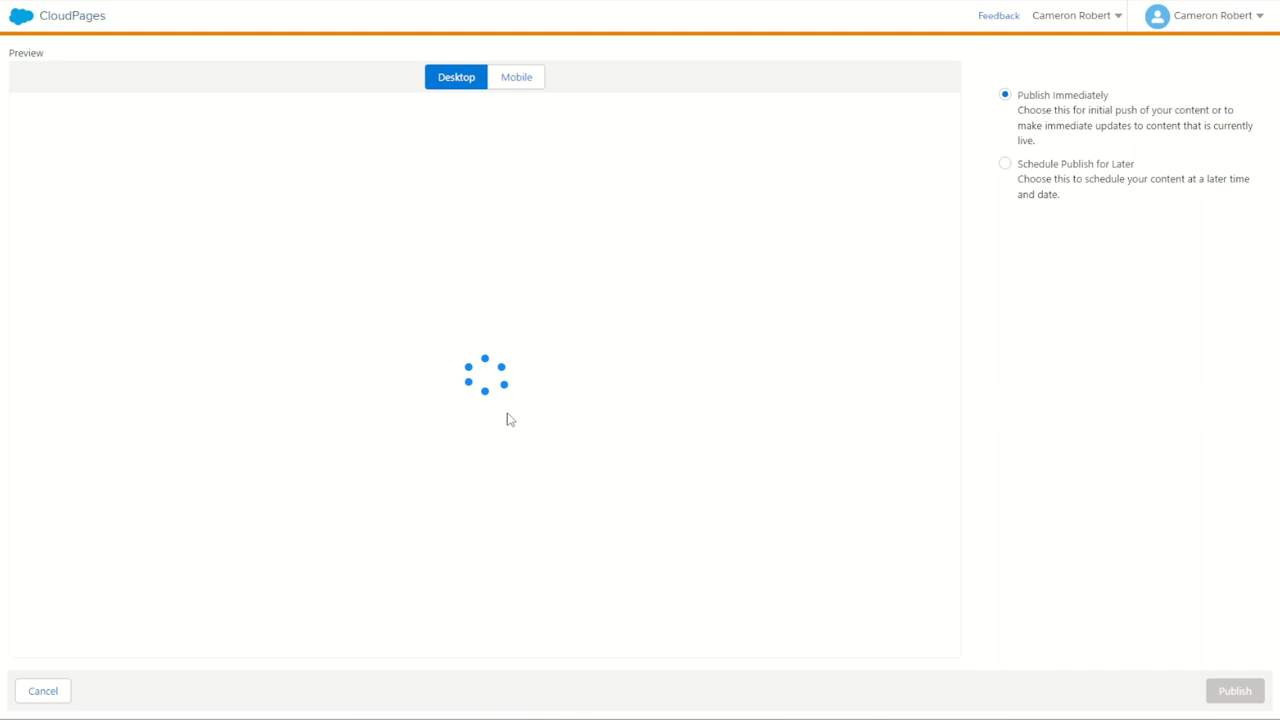 CloudPages
Feedback Cameron Robert Cameron Robert
Preview
Desktop Mobile
Publish Immediately
Choose this for initial push of your content or to
make immediate updates to content that is currently
live.
Schedule Publish for Later
Choose this to schedule your content at a later time
and date.
Cancel Publish